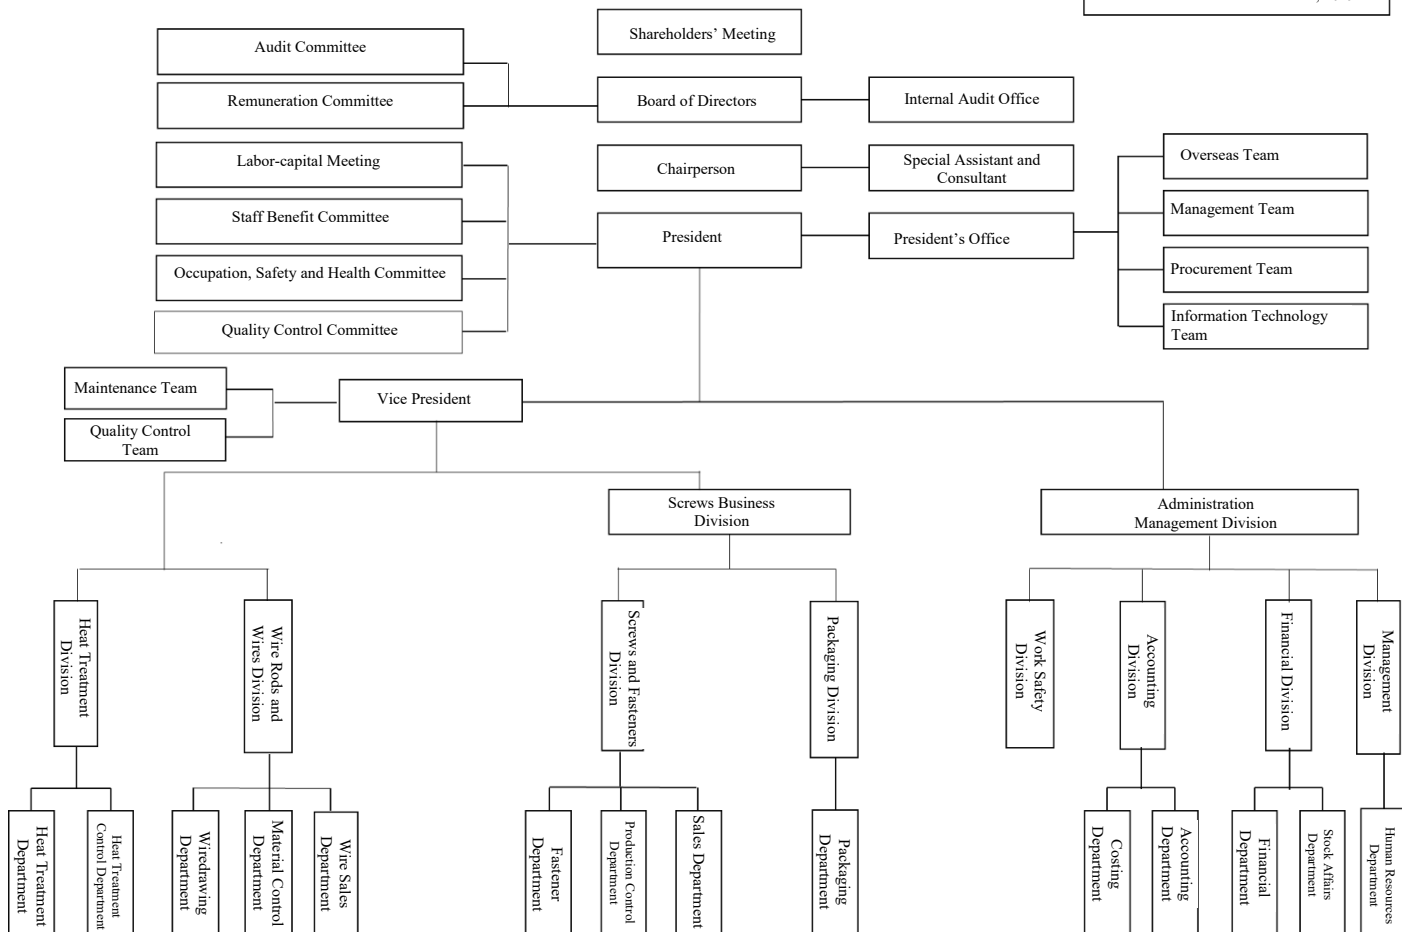 Shareholders’ Meeting
Audit Committee
Remuneration Committee
Board of Directors
Internal Audit Office
Labor-capital Meeting
Chairperson
Special Assistant and
Consultant
Overseas Team
Staff Benefit Committee
President
President’s Office
Management Team
Occupation, Safety and Health Committee
Procurement Team
Quality Control Committee
Information Technology
Team
Maintenance Team
Vice President
Quality Control
Team
Screws Business
Division
Administration
Management Division
Heat Treatment
Division
Wire Rods and
Wires Division
Screws and Fasteners
Division
Packaging Division
Work Safety
Division
Accounting
Division
Financial Division
Management
Division
Heat Treatment
Department
Heat Treatment
Control Department
Wiredrawing
Department
Material Control
Department
Wire Sales
Department
Fastener
Department
Production Control
Department
Sales Department
Packaging
Department
Costing
Department
Accounting
Department
Financial
Department
Stock Affairs
Department
Human Resources
Department